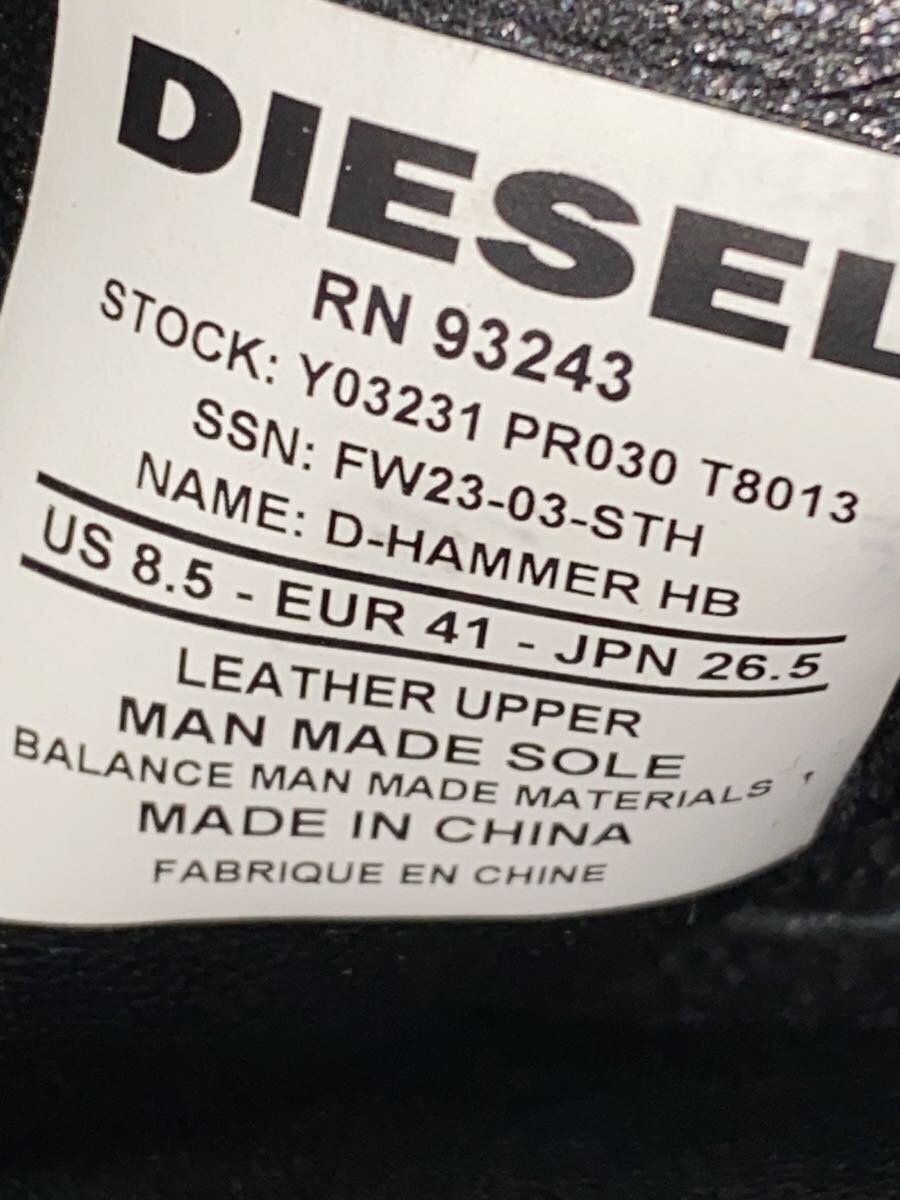 DIESEL
RN 93243
STOCK: Y03231 PR030 T8013
SSN: FW23-03-STH
NAME: D-HAMMER HB
US 8.5 - EUR 41 - JPN 26.5
LEATHER UPPER
MAN MADE SOLE
BALANCE MAN MADE MATERIALS
MADE IN CHINA
FABRIQUE EN CHINE